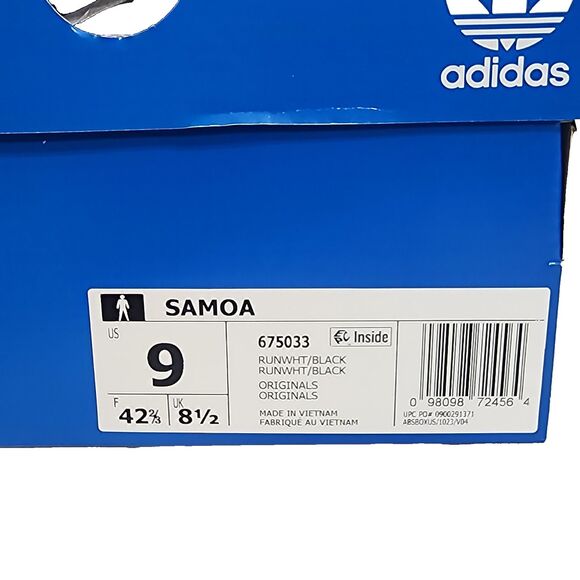 adidas
SAMOA
US
9
F
42⅔
UK
8½
675033
Inside
RUNWHT/BLACK
RUNWHT/BLACK
ORIGINALS
ORIGINALS
MADE IN VIETNAM
FABRIQUÉ AU VIETNAM
0 98098 72456 4
UPC PO# 0900291371
ABSBOXUS/1023/V04